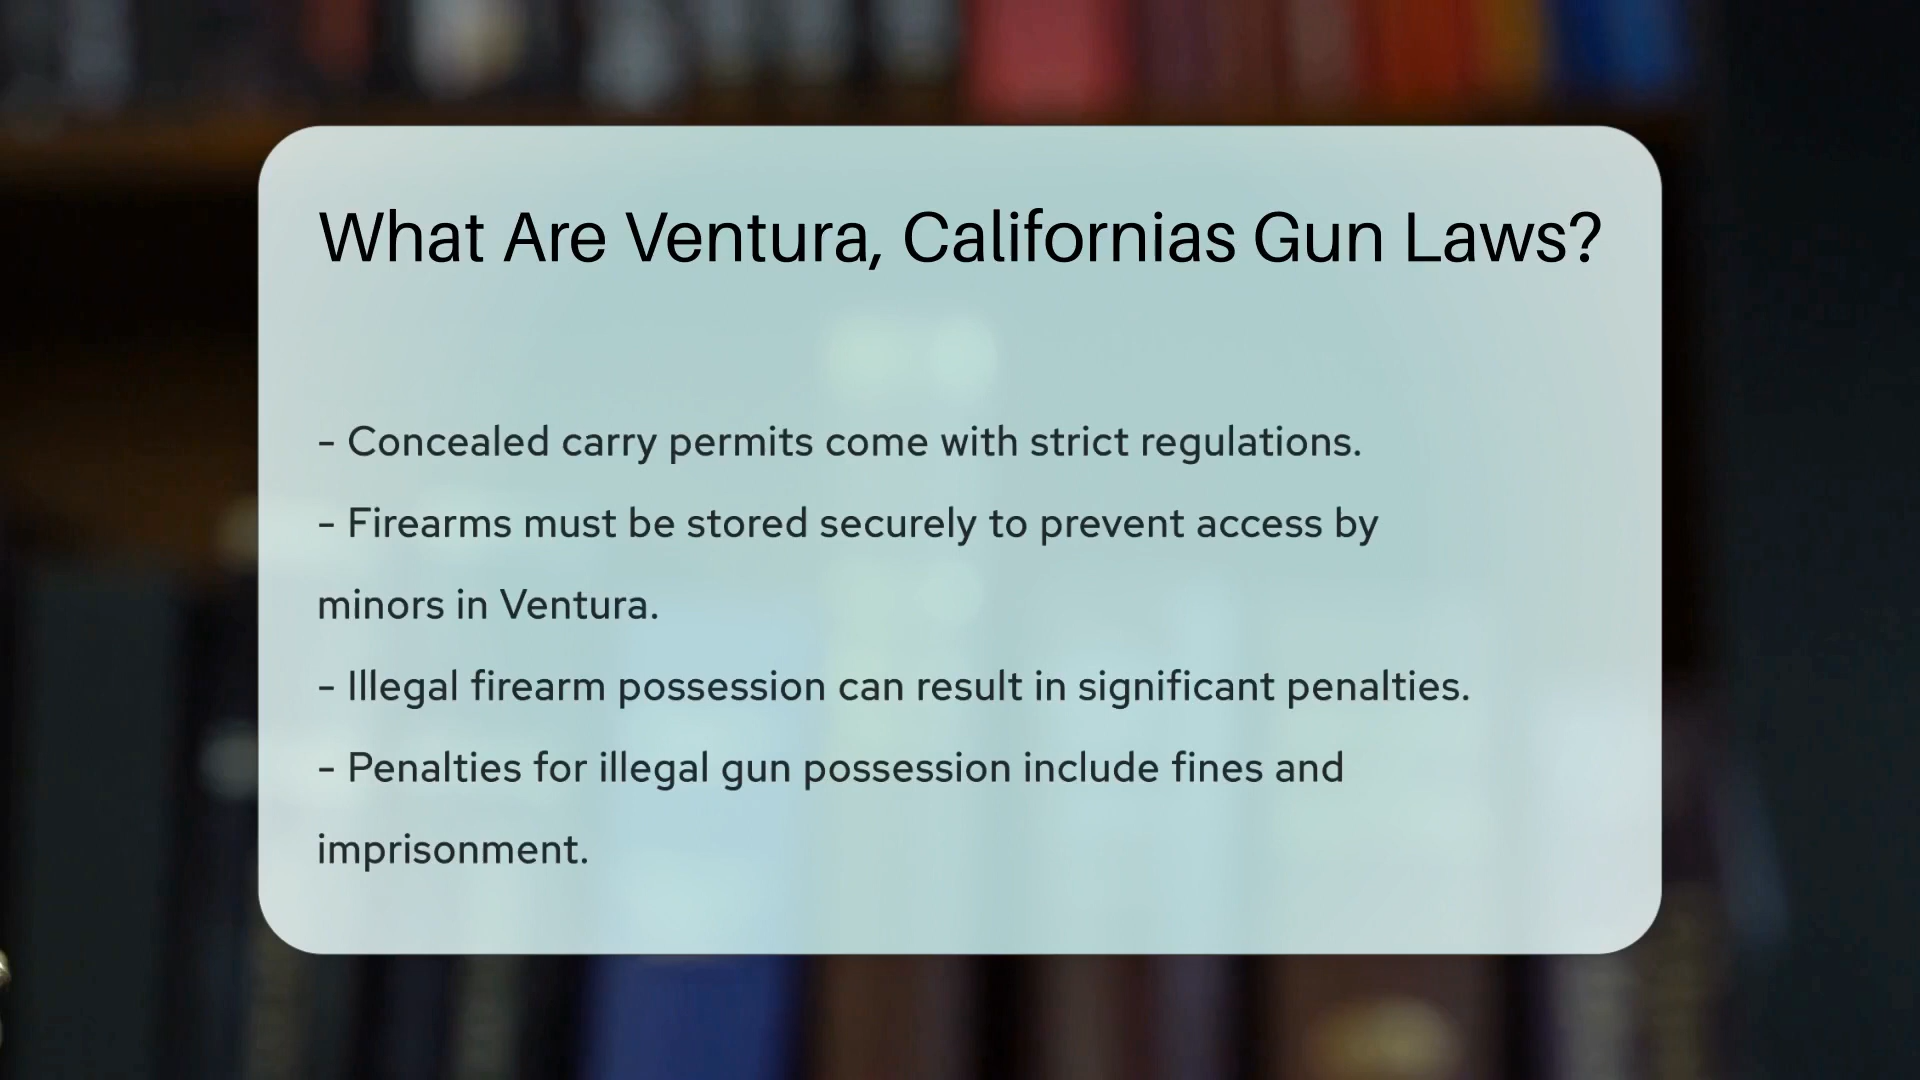 What Are Ventura, Californias Gun Laws?
- Concealed carry permits come with strict regulations.
- Firearms must be stored securely to prevent access by
minors in Ventura.
- Illegal firearm possession can result in significant penalties.
- Penalties for illegal gun possession include fines and
imprisonment.